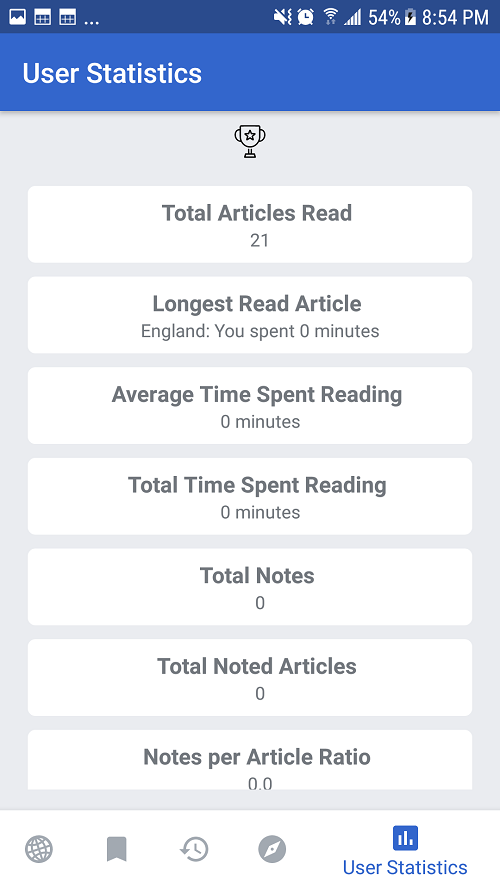 ... 54% 8:54 PM
User Statistics
Total Articles Read
21
Longest Read Article
England: You spent 0 minutes
Average Time Spent Reading
0 minutes
Total Time Spent Reading
0 minutes
Total Notes
0
Total Noted Articles
0
Notes per Article Ratio
0.0
User Statistics